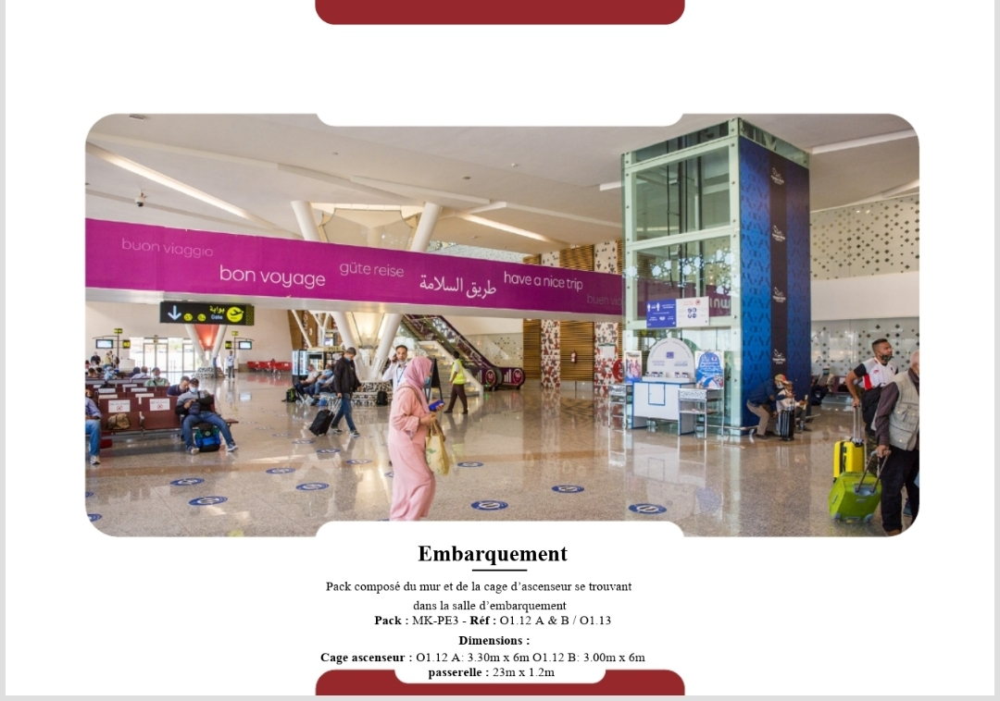 buon viaggio
bon voyage
güte reise
طريق السلامة
have a nice trip
بوابة
Gate
Embarquement
Pack composé du mur et de la cage d’ascenseur se trouvant
dans la salle d’embarquement
Pack : MK-PE3 - Réf : O1.12 A & B / O1.13
Dimensions :
Cage ascenseur : O1.12 A: 3.30m x 6m O1.12 B: 3.00m x 6m
passerelle : 23m x 1.2m